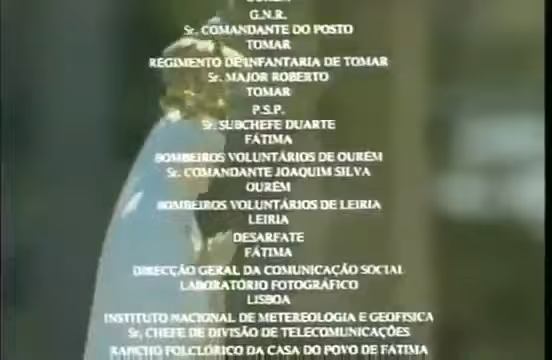 G.N.R.
Sr. COMANDANTE DO POSTO
TOMAR
REGIMENTO DE INFANTARIA DE TOMAR
Sr. MAJOR ROBERTO
TOMAR
P.S.P.
Sr. SUBCHEFE DUARTE
FÁTIMA
BOMBEIROS VOLUNTÁRIOS DE OURÉM
Sr. COMANDANTE JOAQUIM SILVA
OURÉM
BOMBEIROS VOLUNTÁRIOS DE LEIRIA
LEIRIA
DESARFATE
FÁTIMA
DIRECÇÃO GERAL DA COMUNICAÇÃO SOCIAL
LABORATÓRIO FOTOGRÁFICO
LISBOA
INSTITUTO NACIONAL DE METEREOLOGIA E GEOFISICA
Sr. CHEFE DE DIVISÃO DE TELECOMUNICAÇÕES
RANCHO FOLCLÓRICO DA CASA DO POVO DE FATIMA